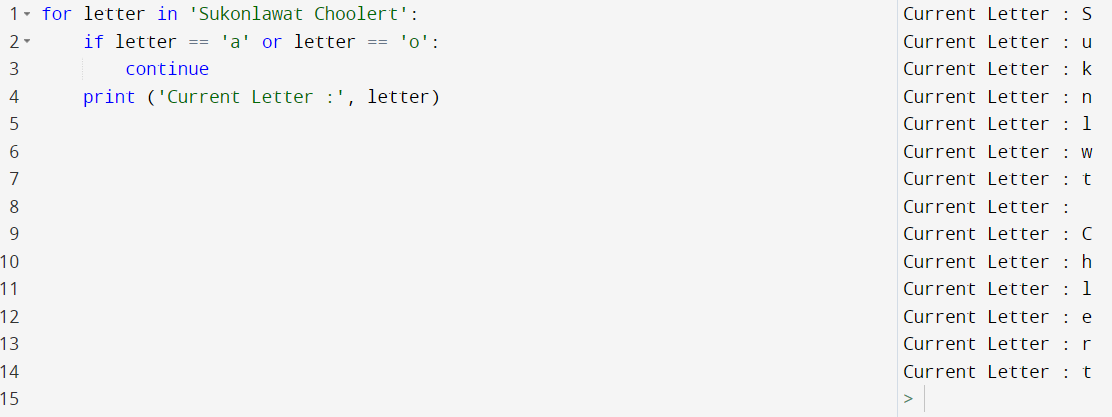 1 for letter in 'Sukonlawat Choolert':
2     if letter == 'a' or letter == 'o':
3         continue
4     print ('Current Letter :', letter)
5
6
7
8
9
10
11
12
13
14
15
Current Letter : S
Current Letter : u
Current Letter : k
Current Letter : n
Current Letter : l
Current Letter : w
Current Letter : t
Current Letter :
Current Letter : C
Current Letter : h
Current Letter : l
Current Letter : e
Current Letter : r
Current Letter : t
>